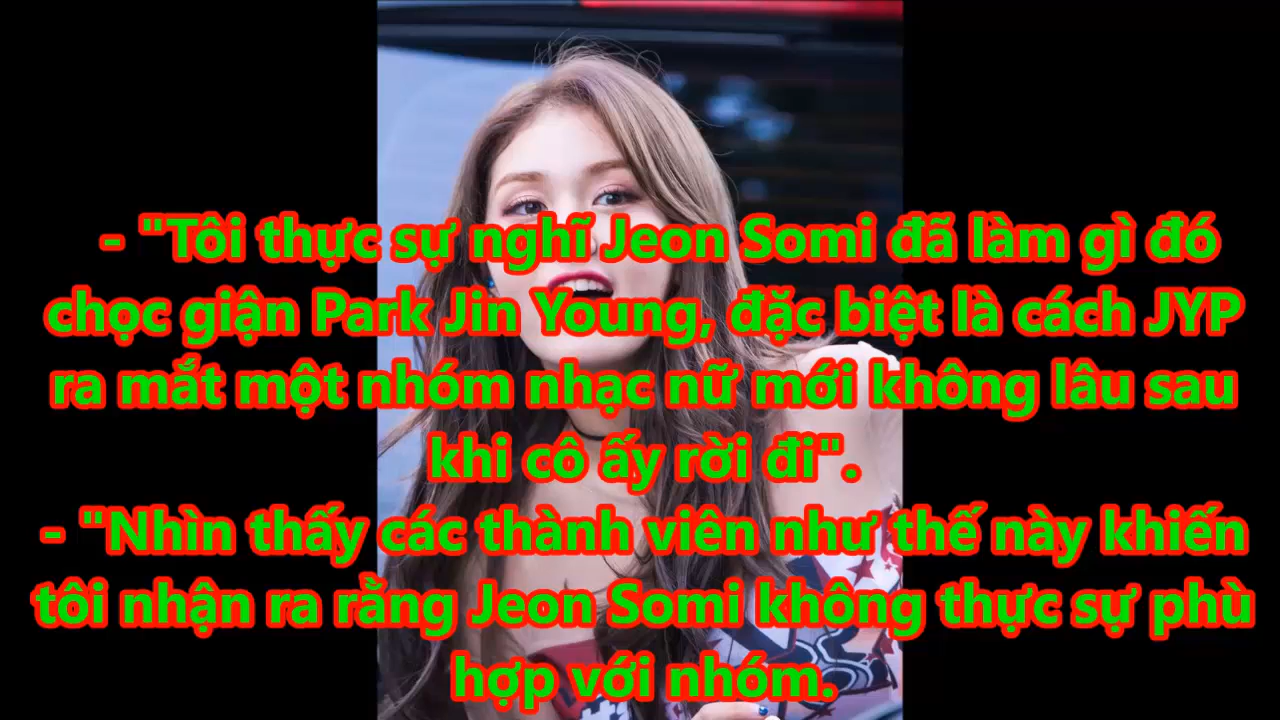 - "Tôi thực sự nghĩ Jeon Somi đã làm gì đó
chọc giận Park Jin Young, đặc biệt là cách JYP
ra mắt một nhóm nhạc nữ mới không lâu sau
khi cô ấy rời đi".
- "Nhìn thấy các thành viên như thế này khiến
tôi nhận ra rằng Jeon Somi không thực sự phù
hợp với nhóm.